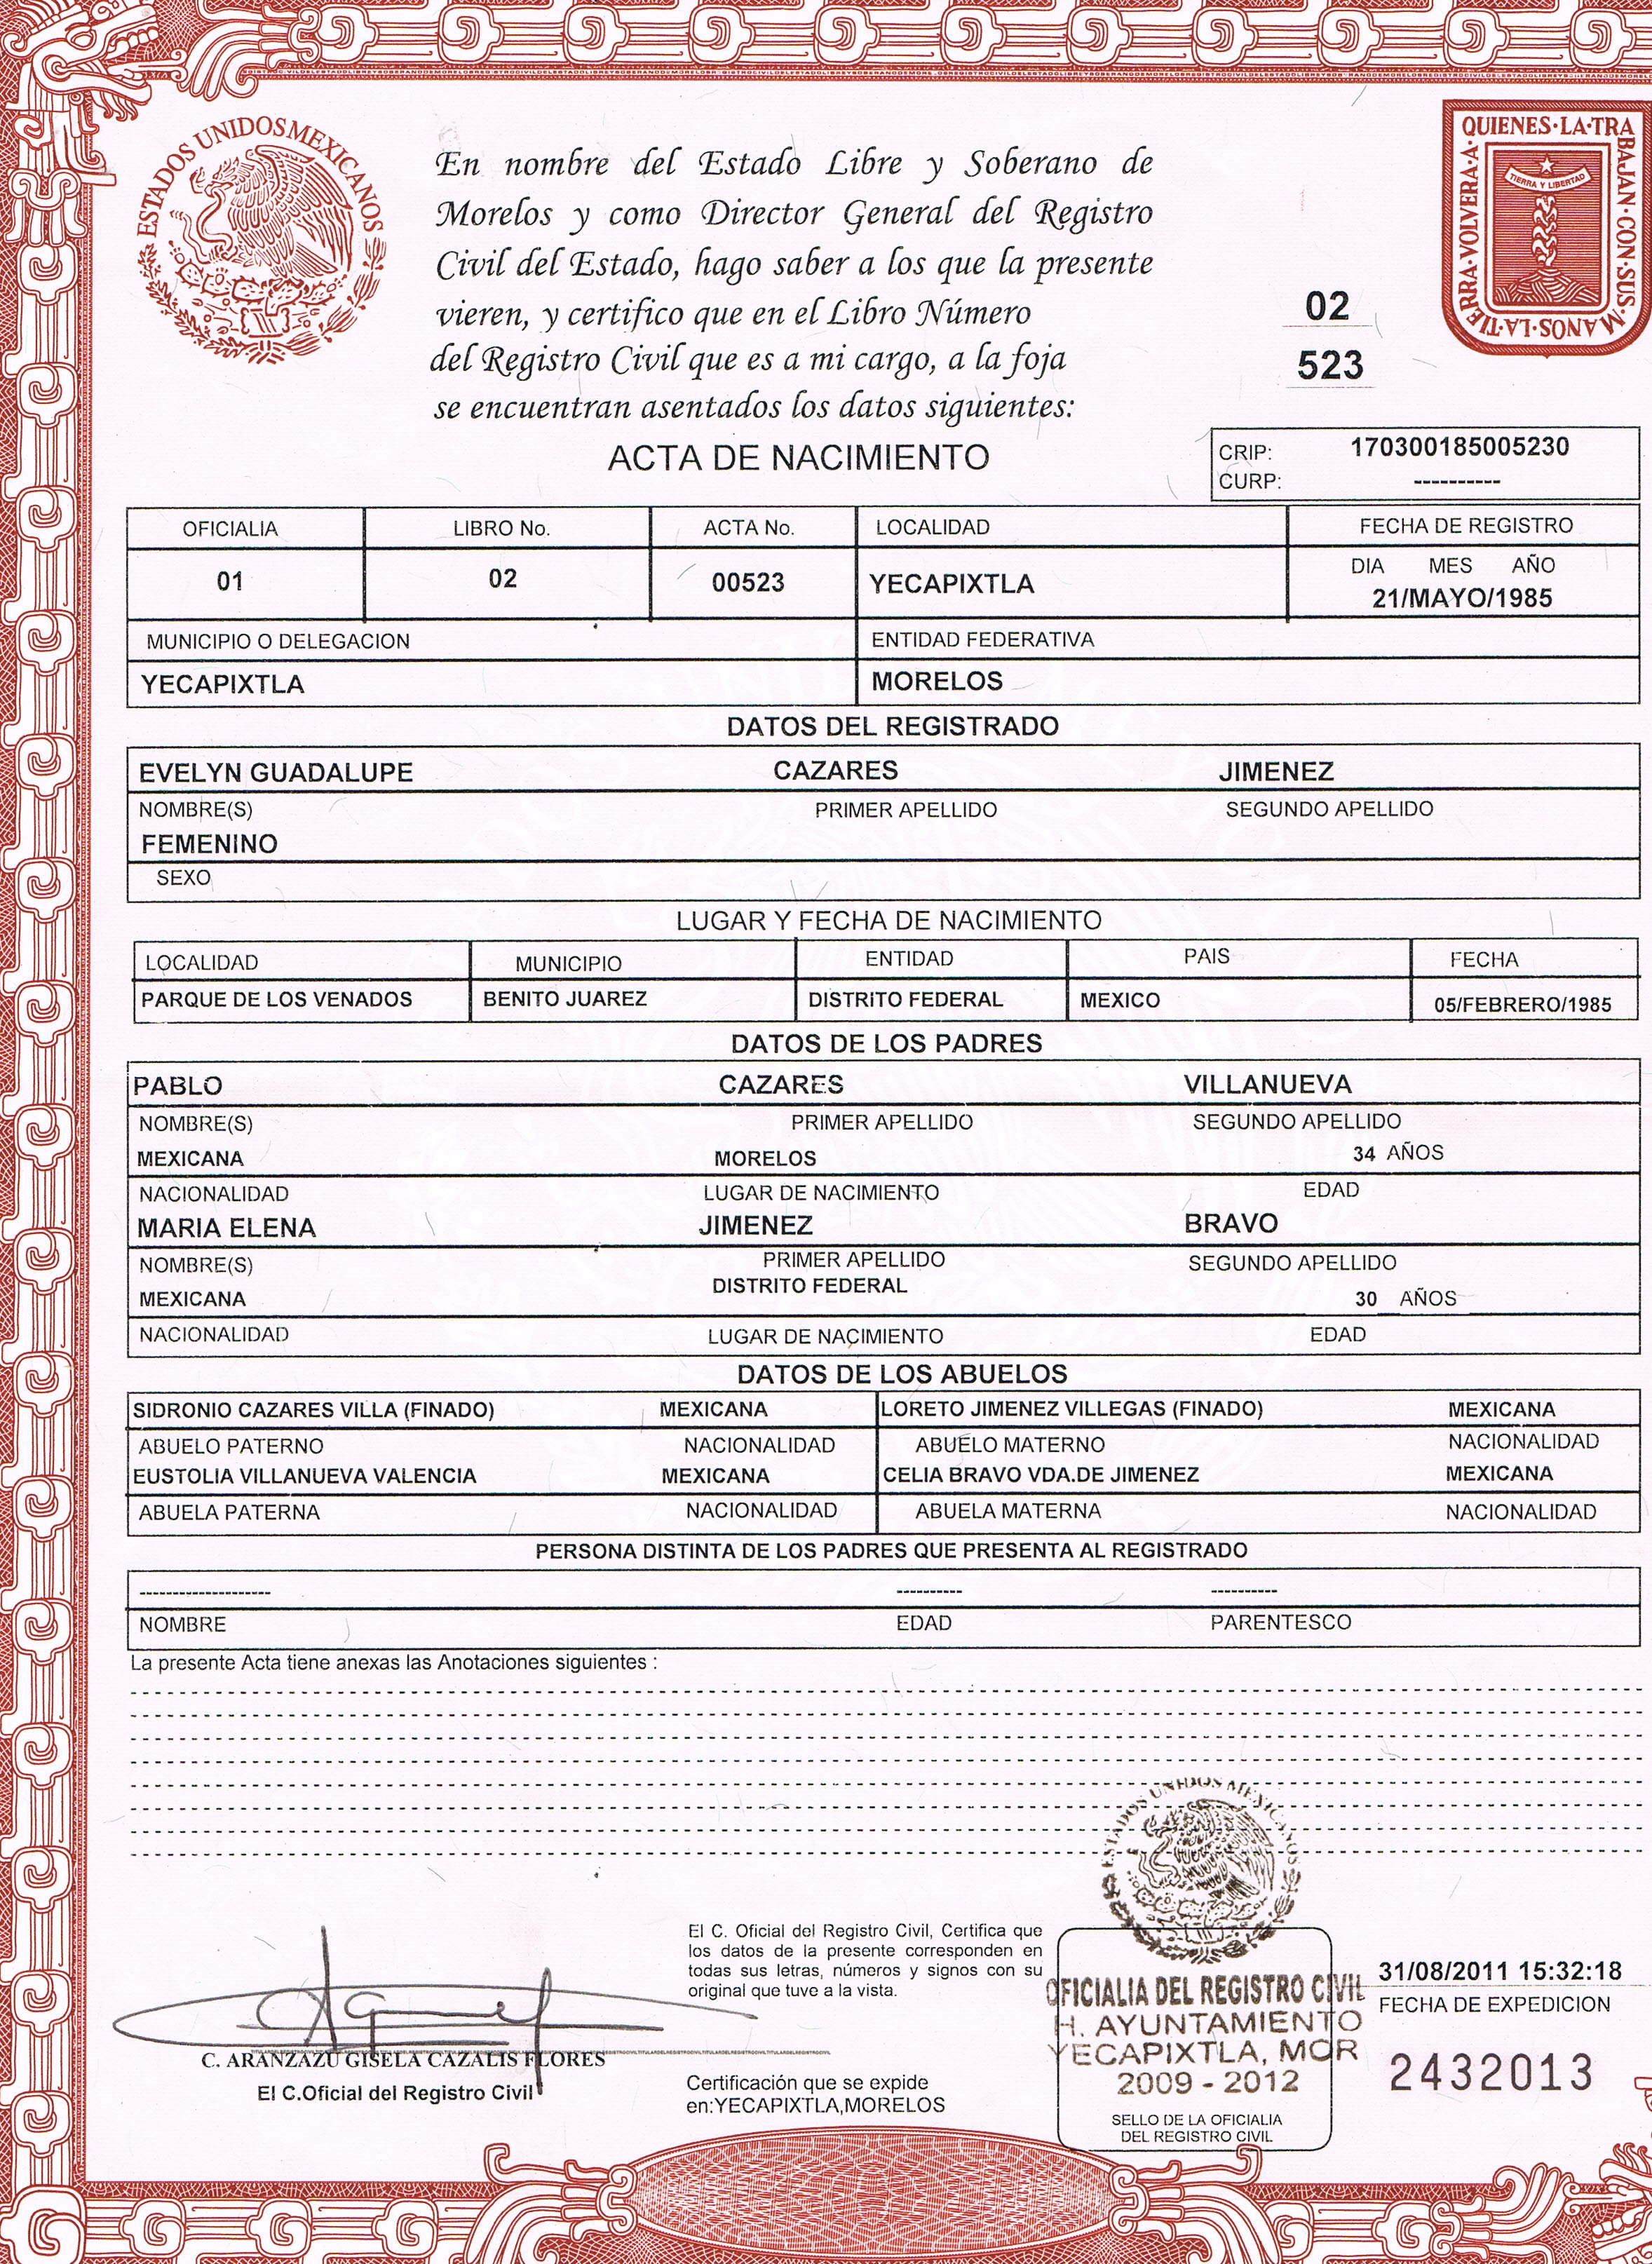 ESTADOS UNIDOS MEXICANOS
QUIENES·LA·TRABAJAN·CON·SUS·MANOS·LA·TIERRA·VOLVERA·A·
TIERRA Y LIBERTAD
En nombre del Estado Libre y Soberano de
Morelos y como Director General del Registro
Civil del Estado, hago saber a los que la presente
vieren, y certifico que en el Libro Número 02
del Registro Civil que es a mi cargo, a la foja 523
se encuentran asentados los datos siguientes:
ACTA DE NACIMIENTO
CRIP: 170300185005230
CURP: ----------
OFICIALIA LIBRO No. ACTA No. LOCALIDAD FECHA DE REGISTRO
DIA MES AÑO
01 02 00523 YECAPIXTLA 21/MAYO/1985
MUNICIPIO O DELEGACION ENTIDAD FEDERATIVA
YECAPIXTLA MORELOS
DATOS DEL REGISTRADO
EVELYN GUADALUPE CAZARES JIMENEZ
NOMBRE(S) PRIMER APELLIDO SEGUNDO APELLIDO
FEMENINO
SEXO
LUGAR Y FECHA DE NACIMIENTO
LOCALIDAD MUNICIPIO ENTIDAD PAIS FECHA
PARQUE DE LOS VENADOS BENITO JUAREZ DISTRITO FEDERAL MEXICO 05/FEBRERO/1985
DATOS DE LOS PADRES
PABLO CAZARES VILLANUEVA
NOMBRE(S) PRIMER APELLIDO SEGUNDO APELLIDO
MEXICANA MORELOS 34 AÑOS
NACIONALIDAD LUGAR DE NACIMIENTO EDAD
MARIA ELENA JIMENEZ BRAVO
NOMBRE(S) PRIMER APELLIDO SEGUNDO APELLIDO
MEXICANA DISTRITO FEDERAL 30 AÑOS
NACIONALIDAD LUGAR DE NACIMIENTO EDAD
DATOS DE LOS ABUELOS
SIDRONIO CAZARES VILLA (FINADO) MEXICANA LORETO JIMENEZ VILLEGAS (FINADO) MEXICANA
ABUELO PATERNO NACIONALIDAD ABUELO MATERNO NACIONALIDAD
EUSTOLIA VILLANUEVA VALENCIA MEXICANA CELIA BRAVO VDA.DE JIMENEZ MEXICANA
ABUELA PATERNA NACIONALIDAD ABUELA MATERNA NACIONALIDAD
PERSONA DISTINTA DE LOS PADRES QUE PRESENTA AL REGISTRADO
-------------------- ---------- ----------
NOMBRE EDAD PARENTESCO
La presente Acta tiene anexas las Anotaciones siguientes :
ESTADOS UNIDOS MEXICANOS
El C. Oficial del Registro Civil, Certifica que
los datos de la presente corresponden en
todas sus letras, números y signos con su
original que tuve a la vista.
OFICIALIA DEL REGISTRO CIVIL
H. AYUNTAMIENTO
YECAPIXTLA, MOR
2009 - 2012
SELLO DE LA OFICIALIA
DEL REGISTRO CIVIL
31/08/2011 15:32:18
FECHA DE EXPEDICION
2432013
C. ARANZAZU GISELA CAZALIS FLORES
El C.Oficial del Registro Civil
Certificación que se expide
en:YECAPIXTLA,MORELOS